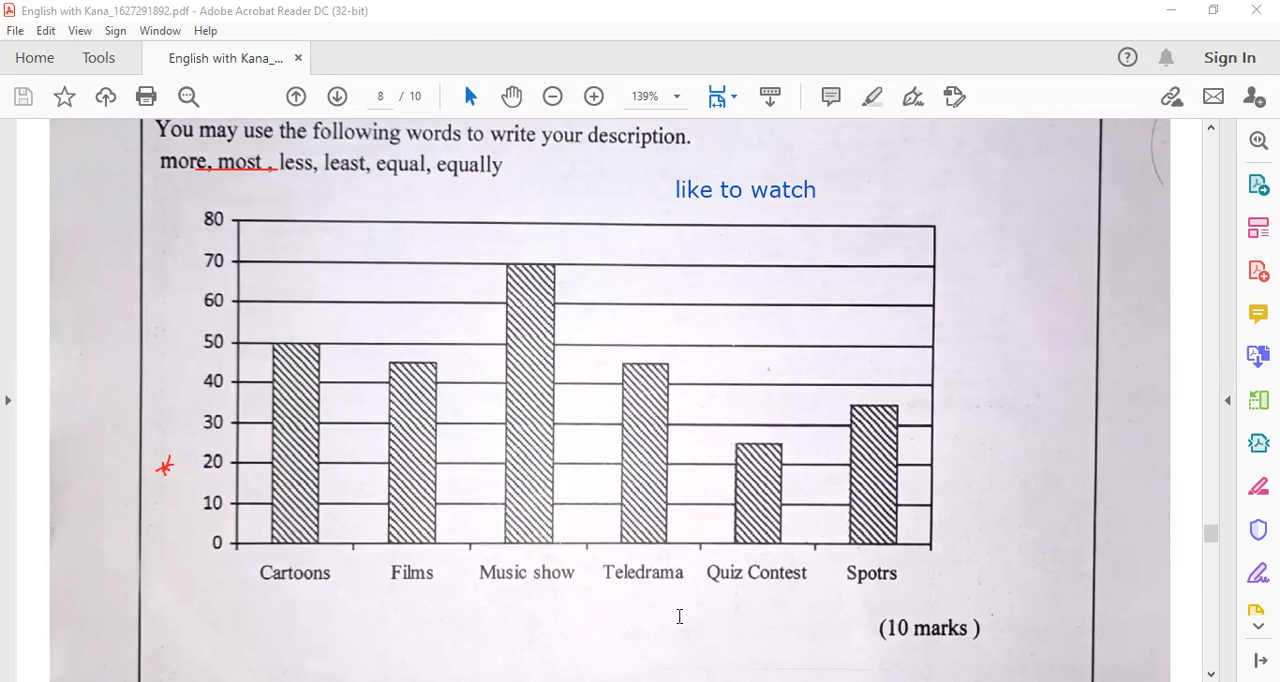 English with Kana_1627291892.pdf - Adobe Acrobat Reader DC (32-bit)
File Edit View Sign Window Help
Home Tools English with Kana_... × Sign In
8 / 10 139%
You may use the following words to write your description.
more, most , less, least, equal, equally
like to watch
80
70
60
50
40
30
20
10
0
Cartoons Films Music show Teledrama Quiz Contest Spotrs
(10 marks )